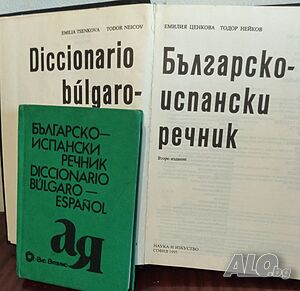 EMILIA TSENKOVA TODOR NEICOV
Diccionario
búlgaro-
ЕМИЛИЯ ЦЕНКОВА ТОДОР НЕЙКОВ
Българско-
испански
речник
Второ издание
НАУКА И ИЗКУСТВО
СОФИЯ 1995
БЪЛГАРСКО-
ИСПАНСКИ
РЕЧНИК
DICCIONARIO
BÚLGARO-
ESPAÑOL
а я
ALO.bg